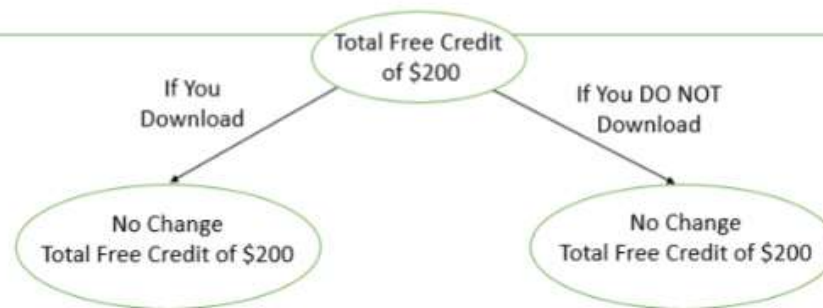 Total Free Credit
of $200
If You
Download
If You DO NOT
Download
No Change
Total Free Credit of $200
No Change
Total Free Credit of $200